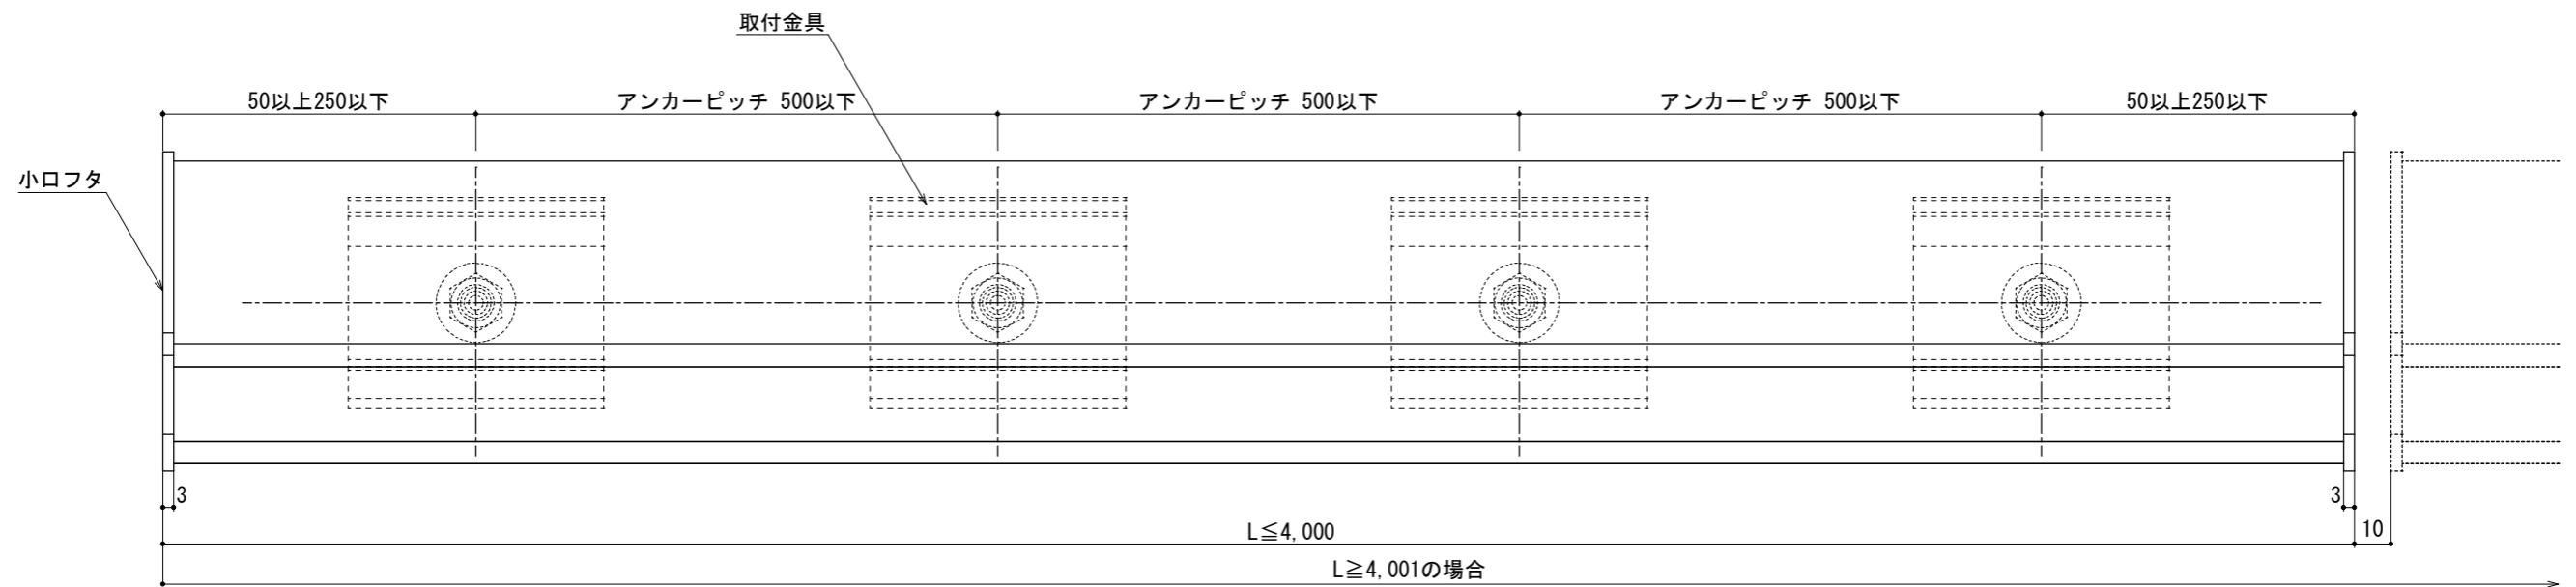 取付金具
50以上250以下
アンカーピッチ 500以下
アンカーピッチ 500以下
アンカーピッチ 500以下
50以上250以下
小口フタ
3
3
L≦4,000
10
L≧4,001の場合